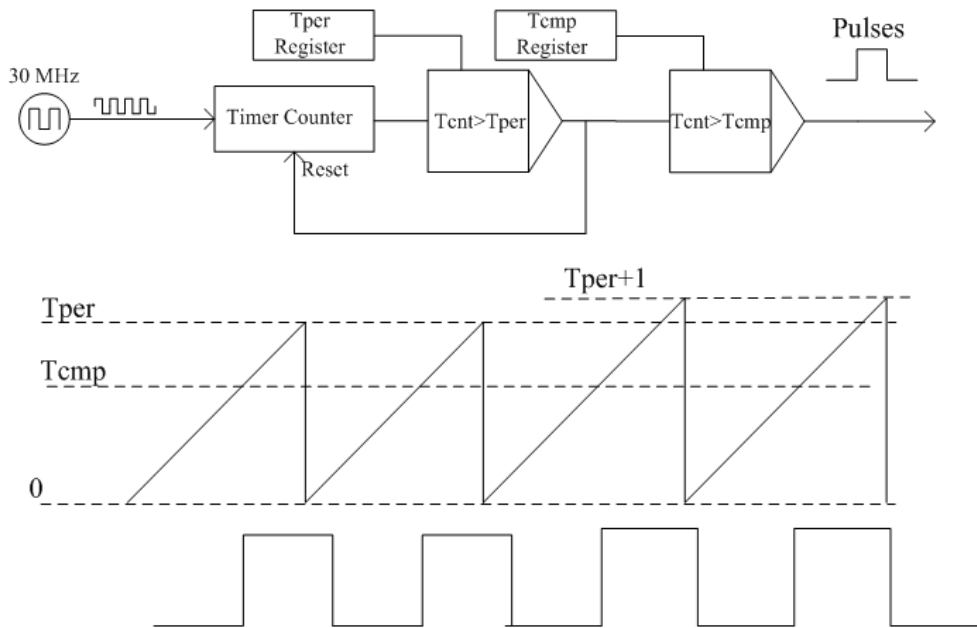 Tper
Register
Tcmp
Register
Pulses
30 MHz
Timer Counter
Tcnt>Tper
Tcnt>Tcmp
Reset
Tper+1
Tper
Tcmp
0